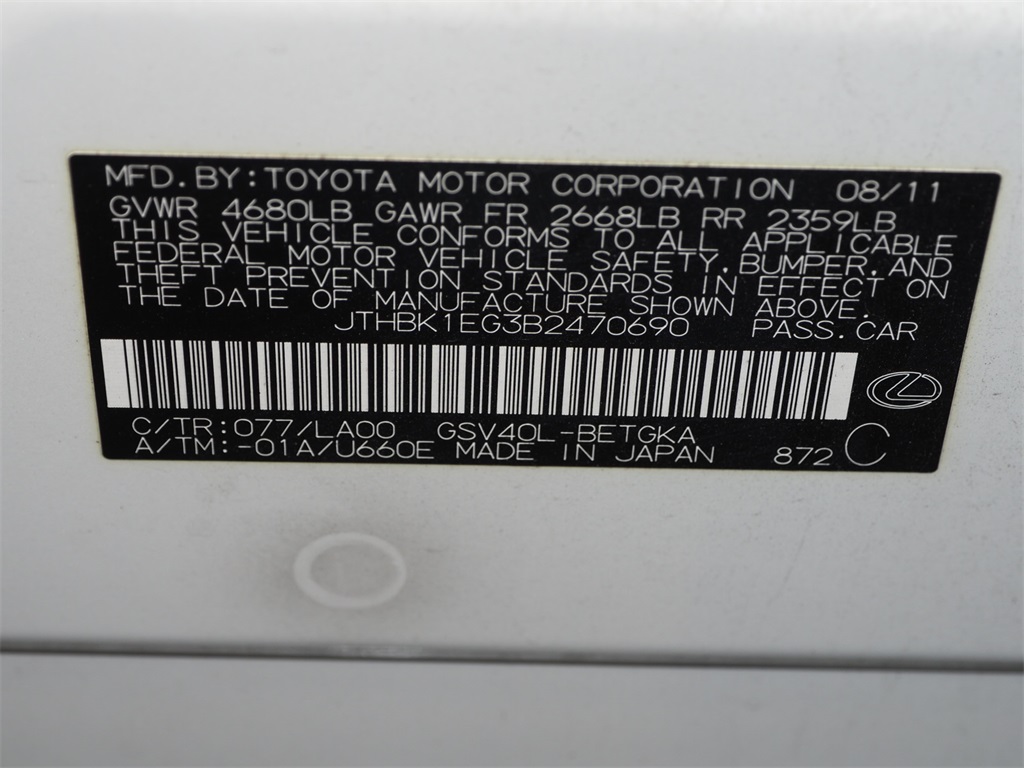 MFD.BY:TOYOTA MOTOR CORPORATION 08/11
GVWR 4680LB GAWR FR 2668LB RR 2359LB
THIS VEHICLE CONFORMS TO ALL APPLICABLE
FEDERAL MOTOR VEHICLE SAFETY,BUMPER,AND
THEFT PREVENTION STANDARDS IN EFFECT ON
THE DATE OF MANUFACTURE SHOWN ABOVE.
JTHBK1EG3B2470690 PASS.CAR
C/TR:077/LA00 GSV40L-BETGKA
A/TM:-01A/U660E MADE IN JAPAN 872 C